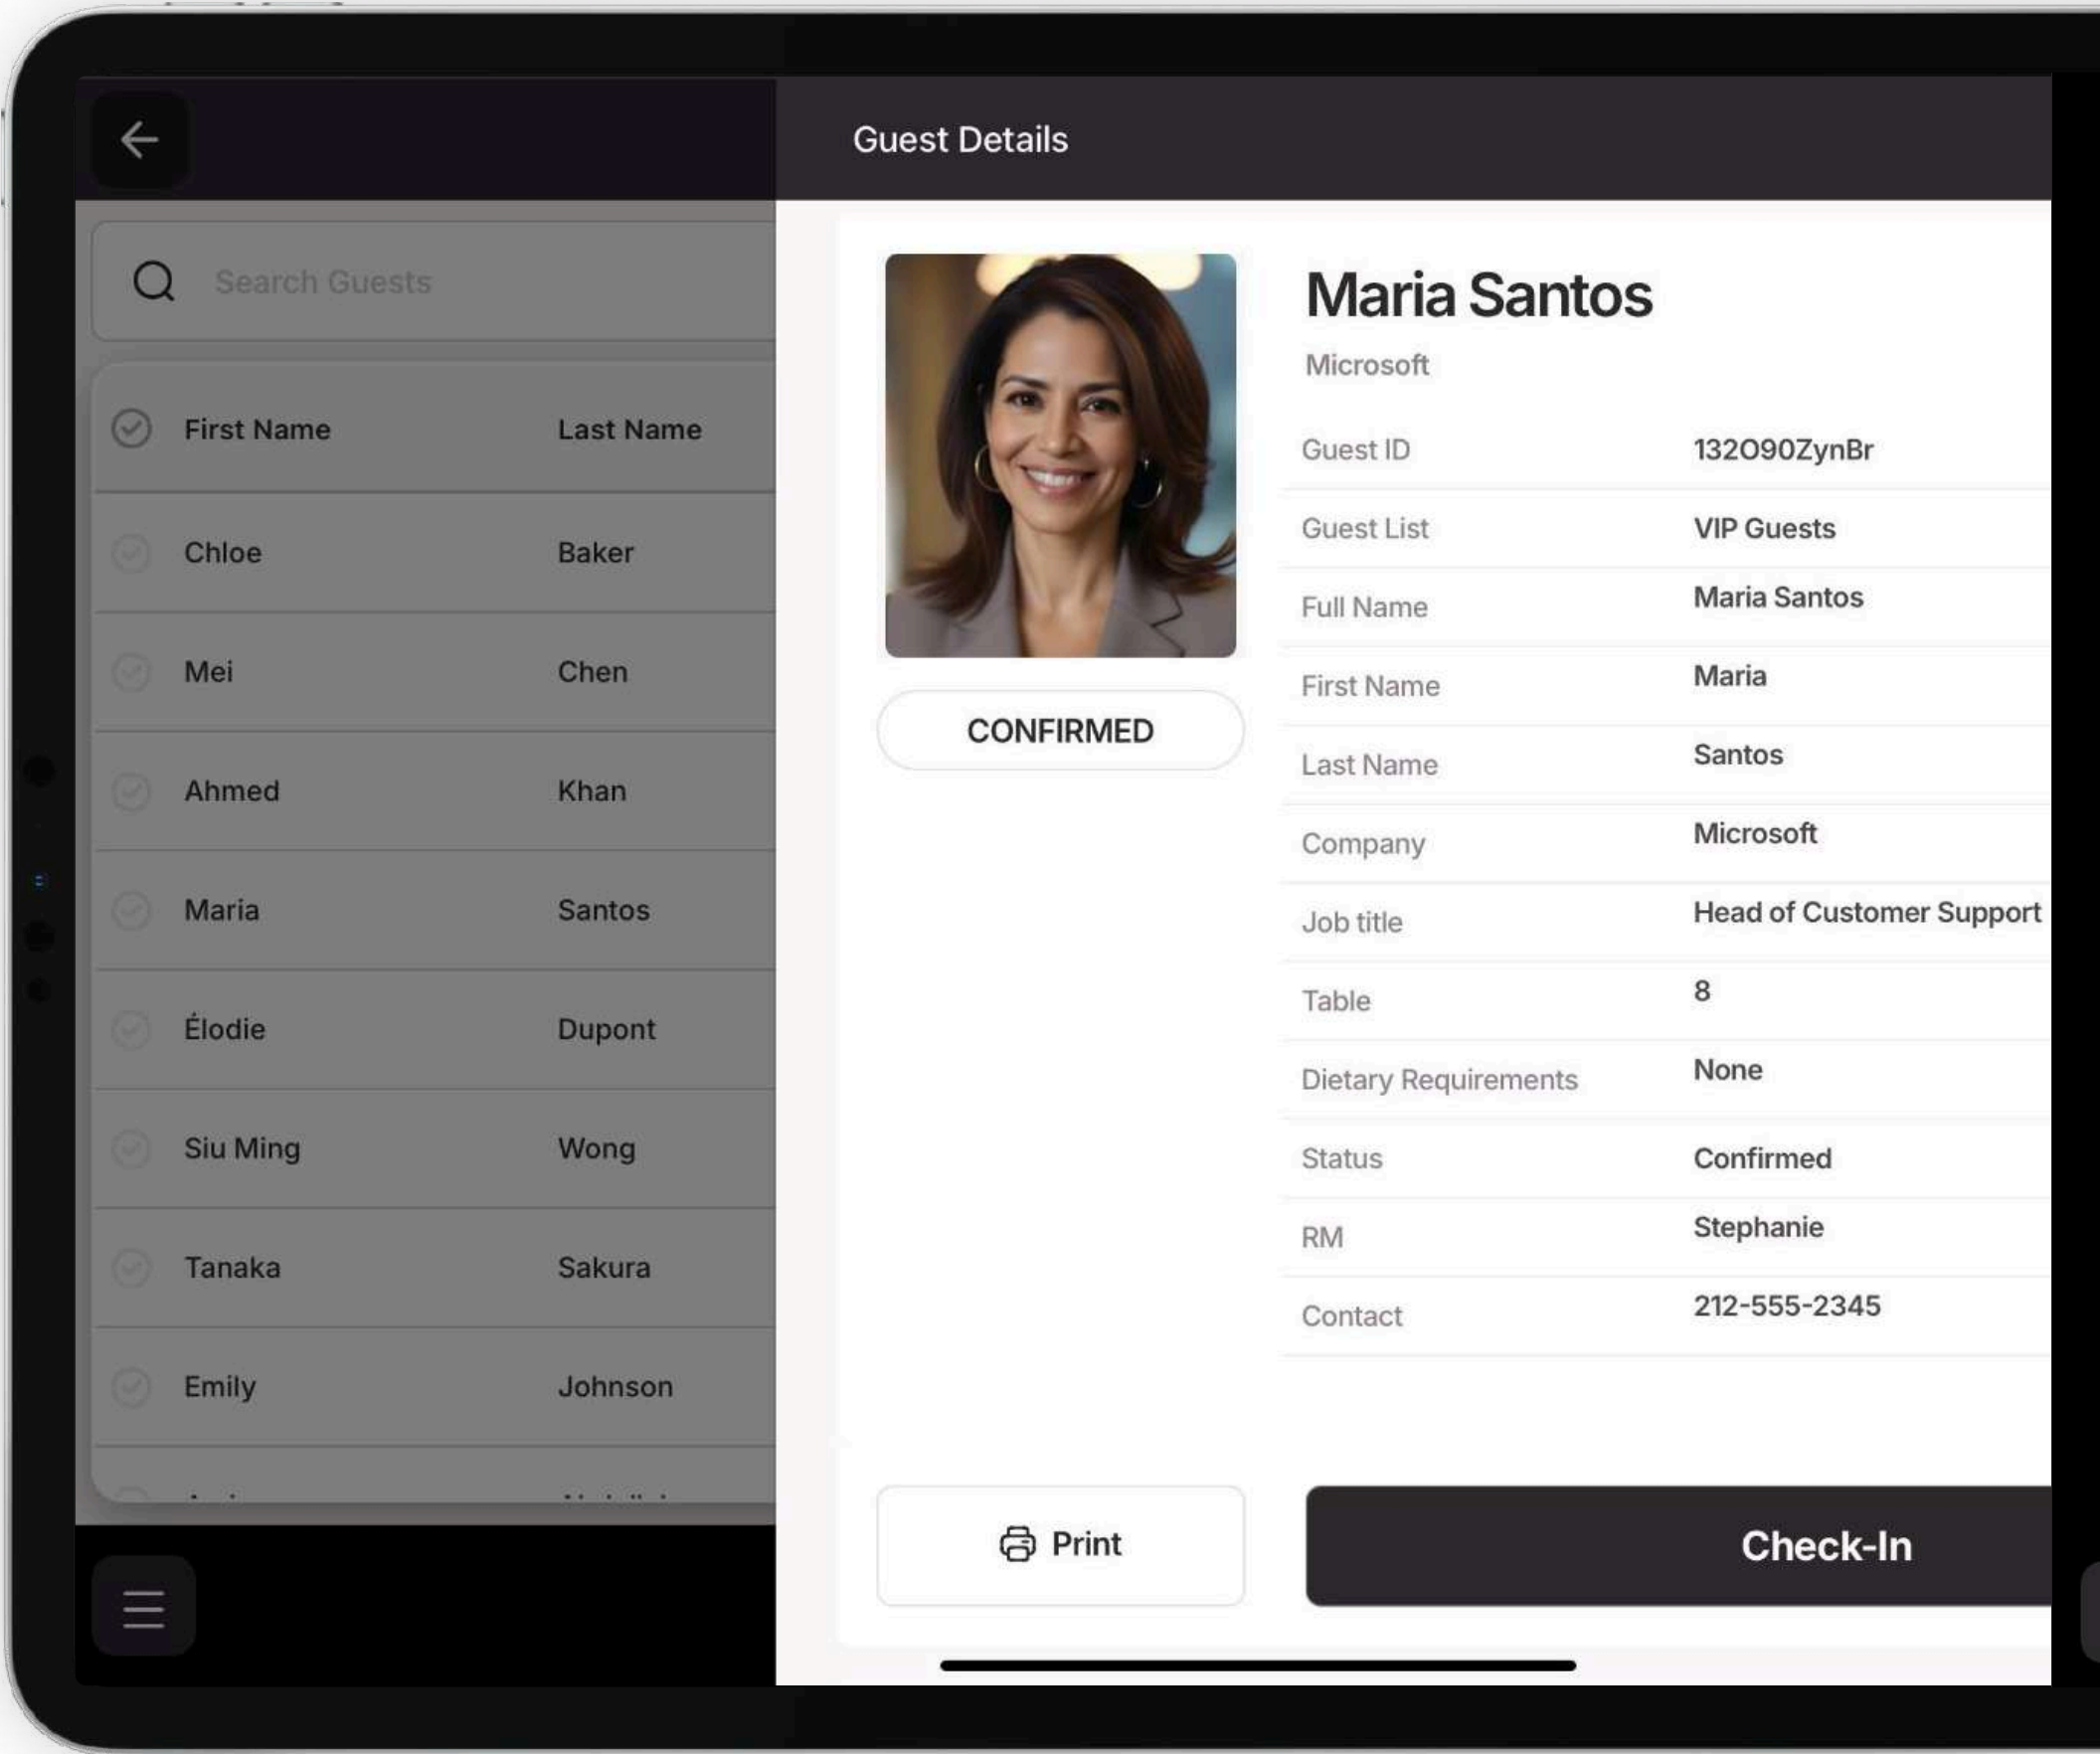 Guest Details
Search Guests
First Name Last Name
Chloe Baker
Mei Chen
Ahmed Khan
Maria Santos
Élodie Dupont
Siu Ming Wong
Tanaka Sakura
Emily Johnson
Maria Santos
Microsoft
CONFIRMED
Guest ID 132O90ZynBr
Guest List VIP Guests
Full Name Maria Santos
First Name Maria
Last Name Santos
Company Microsoft
Job title Head of Customer Support
Table 8
Dietary Requirements None
Status Confirmed
RM Stephanie
Contact 212-555-2345
Print
Check-In